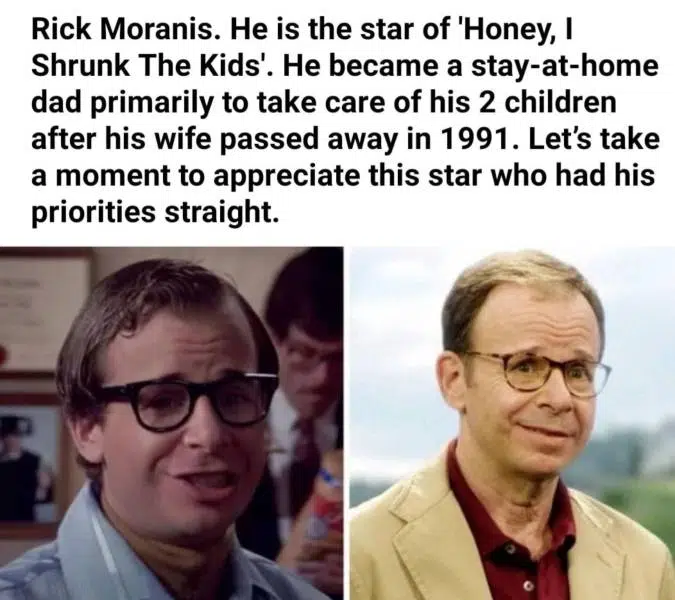 Rick Moranis. He is the star of 'Honey, I
Shrunk The Kids'. He became a stay-at-home
dad primarily to take care of his 2 children
after his wife passed away in 1991. Let’s take
a moment to appreciate this star who had his
priorities straight.